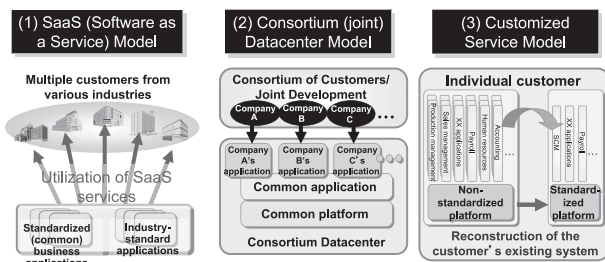 (1) SaaS (Software as
a Service) Model
Multiple customers from
various industries
Utilization of SaaS
services
Standardized
(common)
business
applications
Industry-
standard
applications
(2) Consortium (joint)
Datacenter Model
Consortium of Customers/
Joint Development
Company
A
Company
B
Company
C
...
Company
A's
application
Company
B's
application
Company
C's
application
Common application
Common platform
Consortium Datacenter
(3) Customized
Service Model
Individual customer
Production management
Sales management
XX applications
Payroll
Human resources
Accounting
...
SCM
XX applications
Payroll
...
Non-
standardized
platform
Standard-
ized
platform
Reconstruction of the
customer's existing system